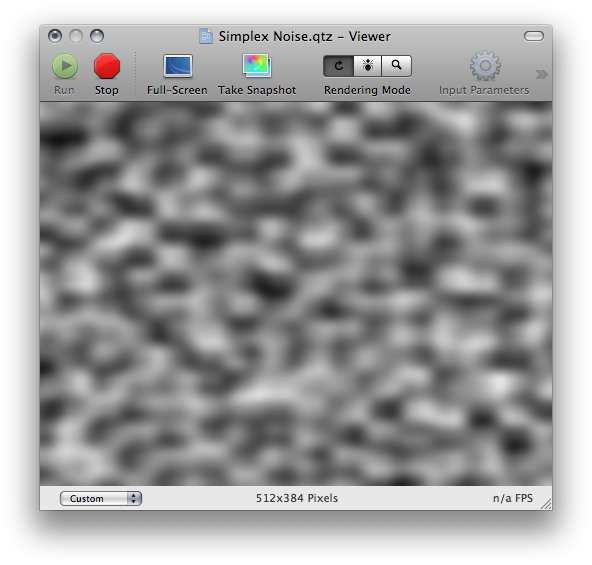 Simplex Noise.qtz – Viewer
Run
Stop
Full-Screen
Take Snapshot
Rendering Mode
Input Parameters
Custom
512x384 Pixels
n/a FPS